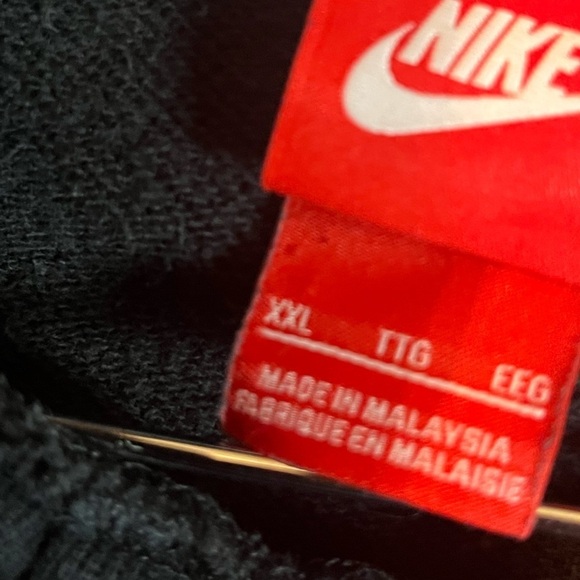 NIKE
XXL TTG EEG
MADE IN MALAYSIA
FABRIQUE EN MALAISIE